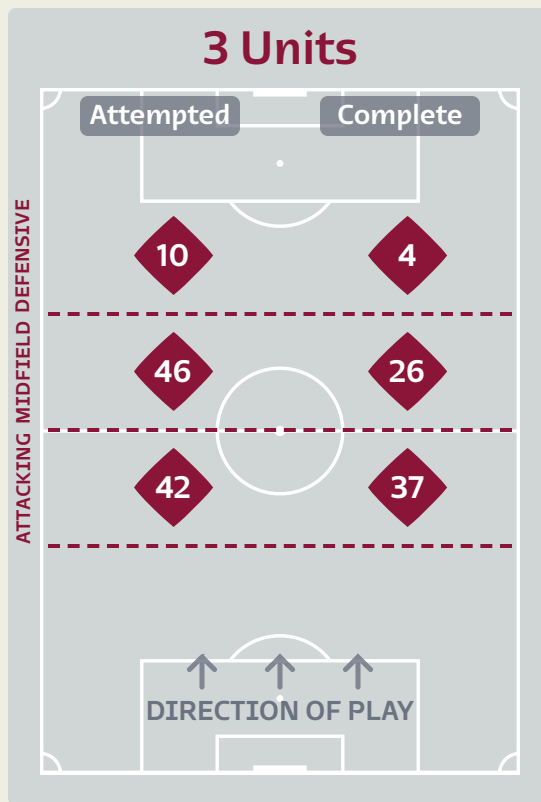 3 Units
Attempted Complete
ATTACKING MIDFIELD DEFENSIVE
10 4
46 26
42 37
DIRECTION OF PLAY